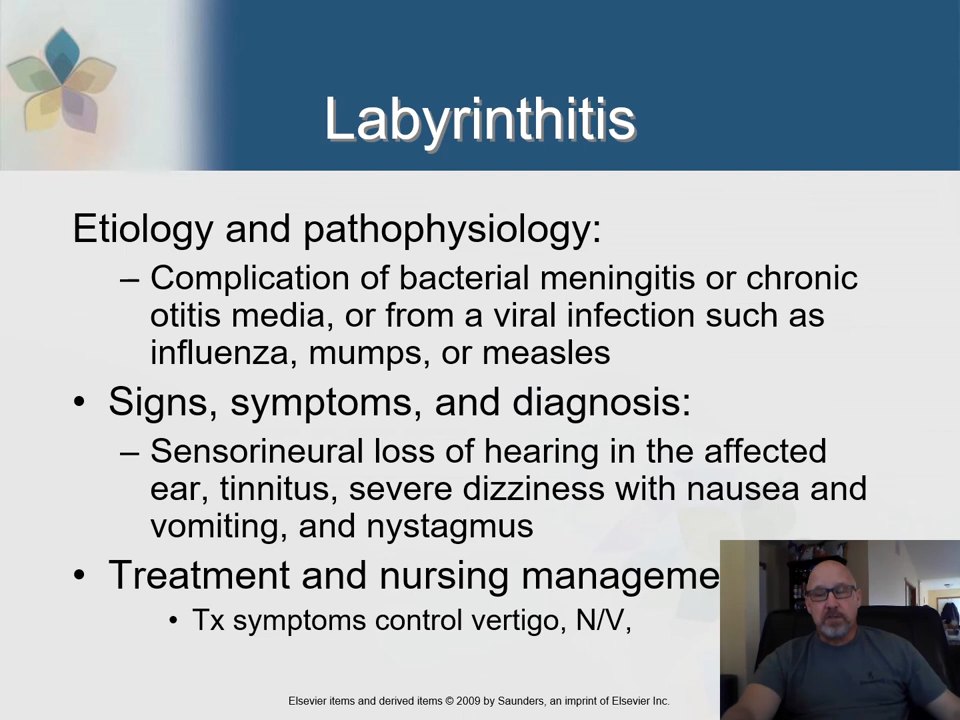 Labyrinthitis
Etiology and pathophysiology:
– Complication of bacterial meningitis or chronic
otitis media, or from a viral infection such as
influenza, mumps, or measles
• Signs, symptoms, and diagnosis:
– Sensorineural loss of hearing in the affected
ear, tinnitus, severe dizziness with nausea and
vomiting, and nystagmus
• Treatment and nursing manageme
• Tx symptoms control vertigo, N/V,
Elsevier items and derived items © 2009 by Saunders, an imprint of Elsevier Inc.